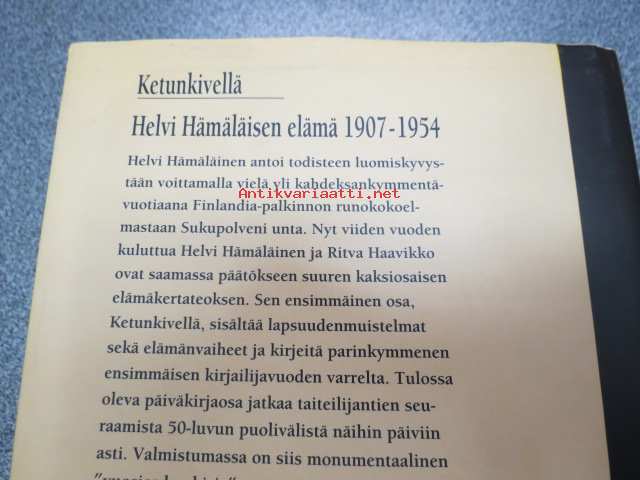 Ketunkivellä
Helvi Hämäläisen elämä 1907-1954
Helvi Hämäläinen antoi todisteen luomiskyvys-
tään voittamalla vielä yli kahdeksankymmentä-
Antikvariaatti.net
vuotiaana Finlandia-palkinnon runokokoel-
mastaan Sukupolveni unta. Nyt viiden vuoden
kuluttua Helvi Hämäläinen ja Ritva Haavikko
ovat saamassa päätökseen suuren kaksiosaisen
elämäkertateoksen. Sen ensimmäinen osa,
Ketunkivellä, sisältää lapsuudenmuistelmat
sekä elämänvaiheet ja kirjeitä parinkymmenen
ensimmäisen kirjailijavuoden varrelta. Tulossa
oleva päiväkirjaosa jatkaa taiteilijantien seu-
raamista 50-luvun puolivälistä näihin päiviin
asti. Valmistumassa on siis monumentaalinen